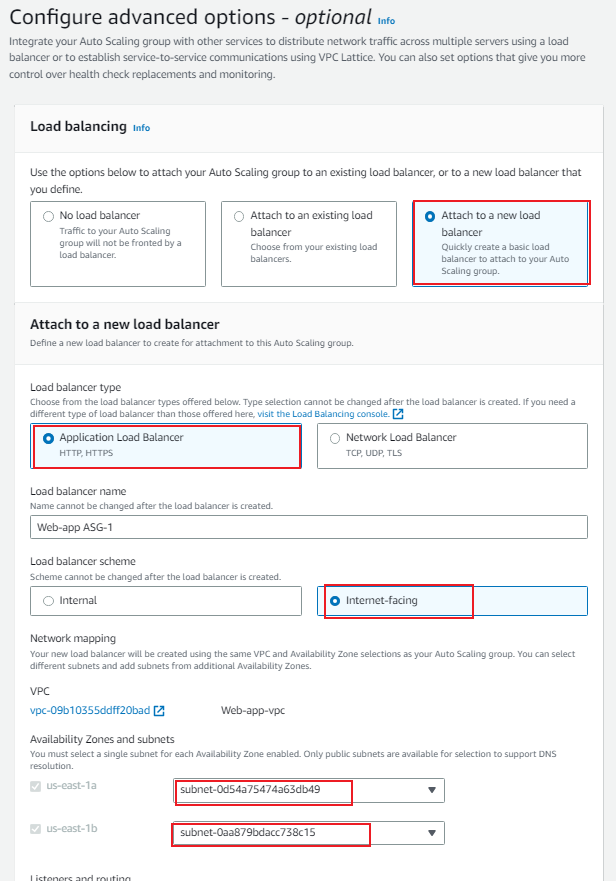 Configure advanced options - optional Info
Integrate your Auto Scaling group with other services to distribute network traffic across multiple servers using a load
balancer or to establish service-to-service communications using VPC Lattice. You can also set options that give you more
control over health check replacements and monitoring.
Load balancing Info
Use the options below to attach your Auto Scaling group to an existing load balancer, or to a new load balancer that
you define.
No load balancer
Traffic to your Auto Scaling
group will not be fronted by a
load balancer.
Attach to an existing load
balancer
Choose from your existing load
balancers.
Attach to a new load
balancer
Quickly create a basic load
balancer to attach to your Auto
Scaling group.
Attach to a new load balancer
Define a new load balancer to create for attachment to this Auto Scaling group.
Load balancer type
Choose from the load balancer types offered below. Type selection cannot be changed after the load balancer is created. If you need a
different type of load balancer than those offered here, visit the Load Balancing console.
Application Load Balancer
HTTP, HTTPS
Network Load Balancer
TCP, UDP, TLS
Load balancer name
Name cannot be changed after the load balancer is created.
Web-app ASG-1
Load balancer scheme
Scheme cannot be changed after the load balancer is created.
Internal
Internet-facing
Network mapping
Your new load balancer will be created using the same VPC and Availability Zone selections as your Auto Scaling group. You can select
different subnets and add subnets from additional Availability Zones.
VPC
vpc-09b10355ddff20bad Web-app-vpc
Availability Zones and subnets
You must select a single subnet for each Availability Zone enabled. Only public subnets are available for selection to support DNS
resolution.
us-east-1a subnet-0d54a75474a63db49
us-east-1b subnet-0aa879bdacc738c15
Listeners and routing